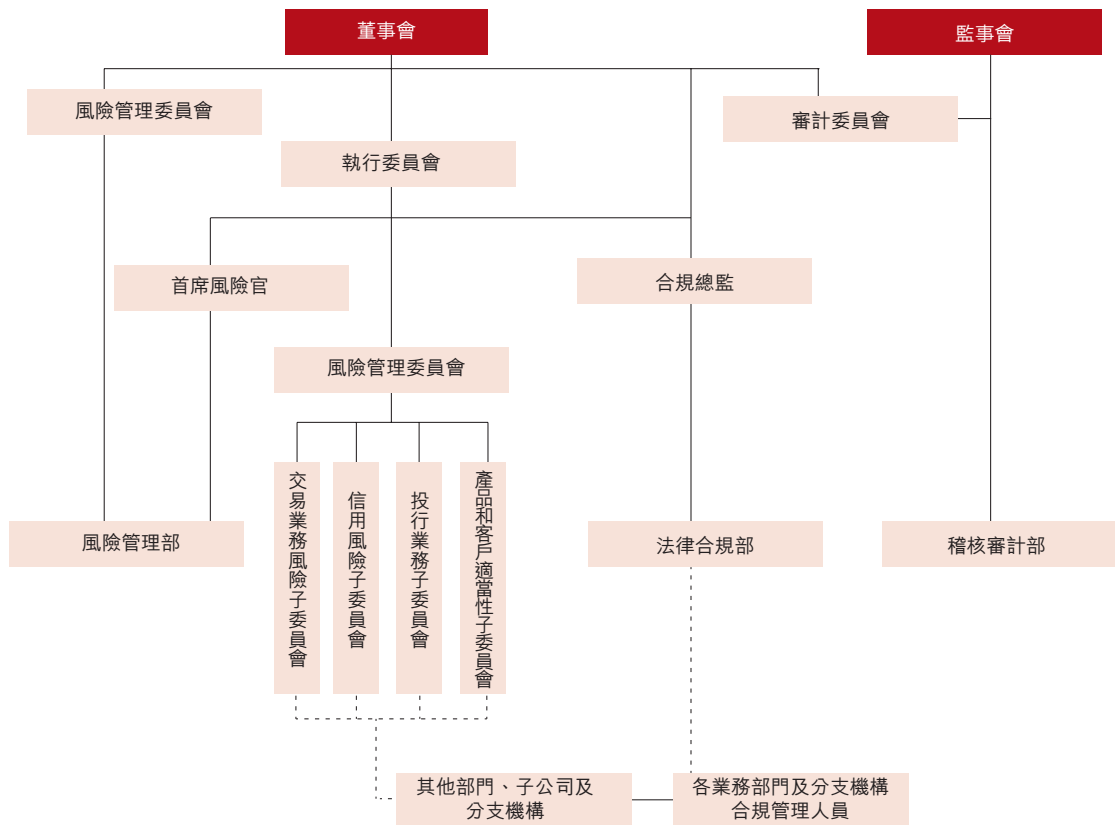 董事會
監事會
風險管理委員會
審計委員會
執行委員會
首席風險官
合規總監
風險管理委員會
交易業務風險子委員會
信用風險子委員會
投行業務子委員會
產品和客戶適當性子委員會
風險管理部
法律合規部
稽核審計部
其他部門、子公司及
分支機構
各業務部門及分支機構
合規管理人員